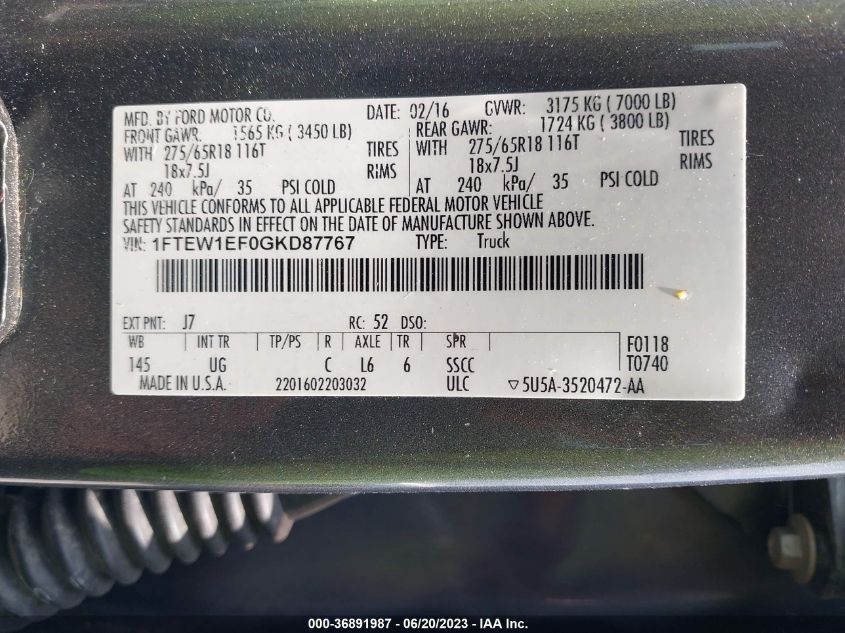 MFD. BY FORD MOTOR CO. DATE: 02/16 GVWR: 3175 KG ( 7000 LB)
FRONT GAWR: 1565 KG ( 3450 LB) REAR GAWR: 1724 KG ( 3800 LB)
WITH 275/65R18 116T TIRES WITH 275/65R18 116T TIRES
18x7.5J RIMS 18x7.5J RIMS
AT 240 kPa/ 35 PSI COLD AT 240 kPa/ 35 PSI COLD
THIS VEHICLE CONFORMS TO ALL APPLICABLE FEDERAL MOTOR VEHICLE
SAFETY STANDARDS IN EFFECT ON THE DATE OF MANUFACTURE SHOWN ABOVE.
VIN: 1FTEW1EF0GKD87767 TYPE: Truck
EXT PNT: J7 RC: 52 DSO:
WB INT TR TP/PS R AXLE TR SPR F0118
145 UG C L6 6 SSCC T0740
MADE IN U.S.A. 2201602203032 ULC ▽5U5A-3520472-AA
000-36891987 - 06/20/2023 - IAA Inc.